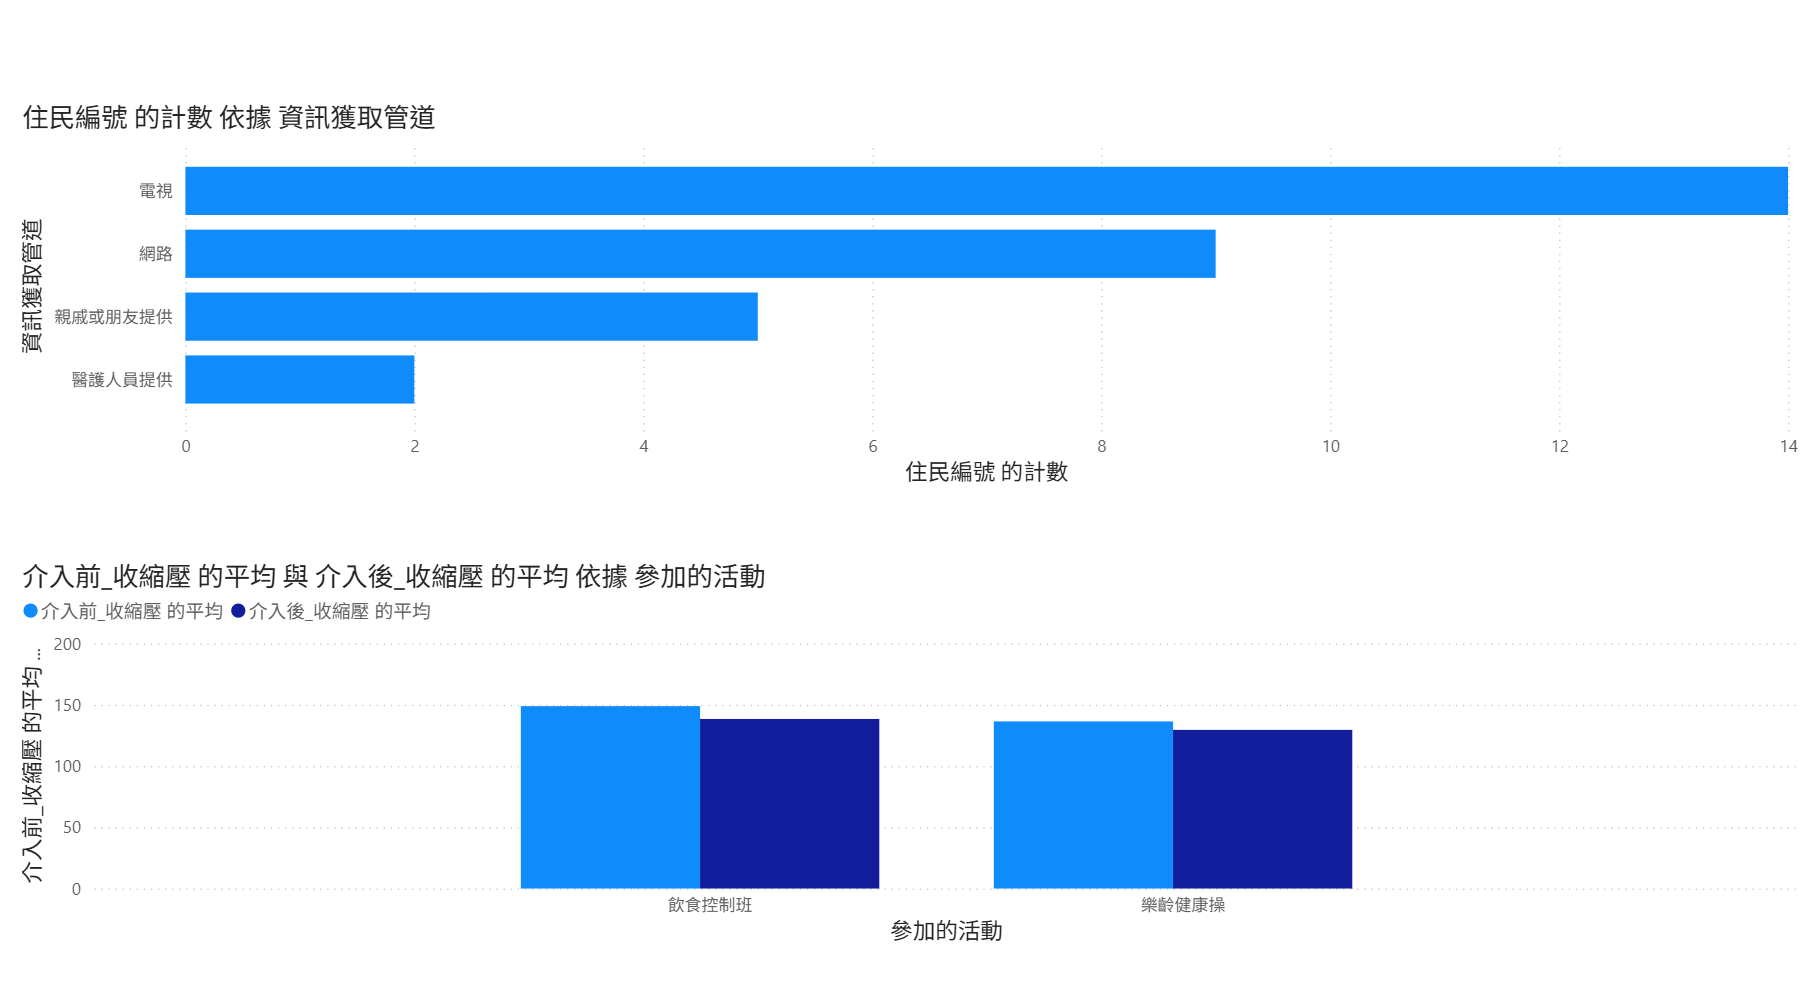 住民編號 的計數 依據 資訊獲取管道
資訊獲取管道
電視
網路
親戚或朋友提供
醫護人員提供
0 2 4 6 8 10 12 14
住民編號 的計數
介入前_收縮壓 的平均 與 介入後_收縮壓 的平均 依據 參加的活動
介入前_收縮壓 的平均 介入後_收縮壓 的平均
介入前_收縮壓 的平均 ...
200
150
100
50
0
飲食控制班 樂齡健康操
參加的活動